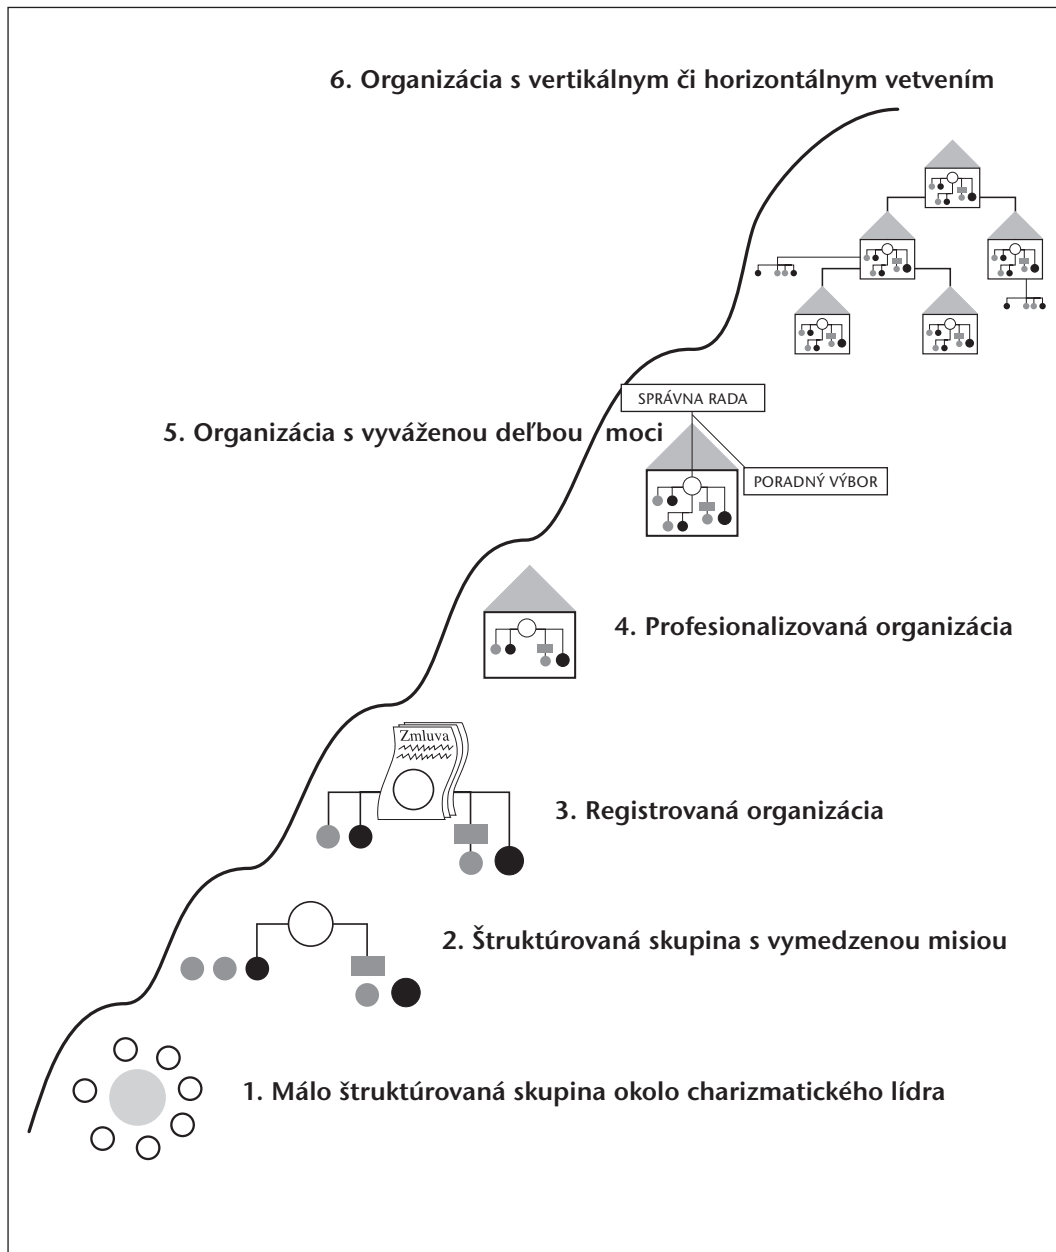 6. Organizácia s vertikálnym či horizontálnym vetvením
SPRÁVNA RADA
5. Organizácia s vyváženou deľbou moci
PORADNÝ VÝBOR
4. Profesionalizovaná organizácia
Zmluva
3. Registrovaná organizácia
2. Štruktúrovaná skupina s vymedzenou misiou
1. Málo štruktúrovaná skupina okolo charizmatického lídra